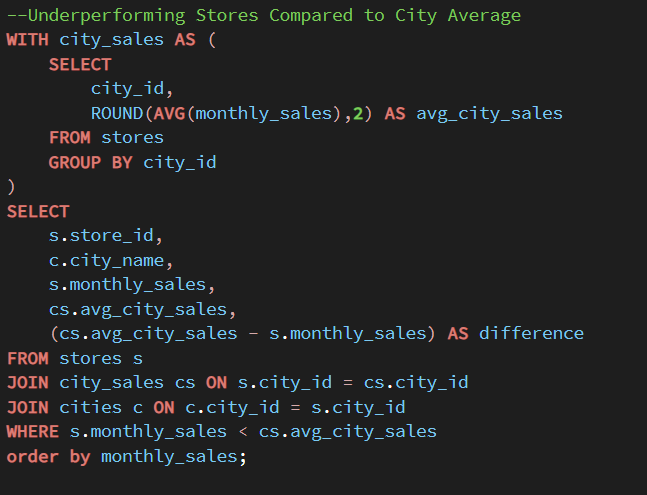 --Underperforming Stores Compared to City Average
WITH city_sales AS (
    SELECT
        city_id,
        ROUND(AVG(monthly_sales),2) AS avg_city_sales
    FROM stores
    GROUP BY city_id
)
SELECT
    s.store_id,
    c.city_name,
    s.monthly_sales,
    cs.avg_city_sales,
    (cs.avg_city_sales - s.monthly_sales) AS difference
FROM stores s
JOIN city_sales cs ON s.city_id = cs.city_id
JOIN cities c ON c.city_id = s.city_id
WHERE s.monthly_sales < cs.avg_city_sales
order by monthly_sales;